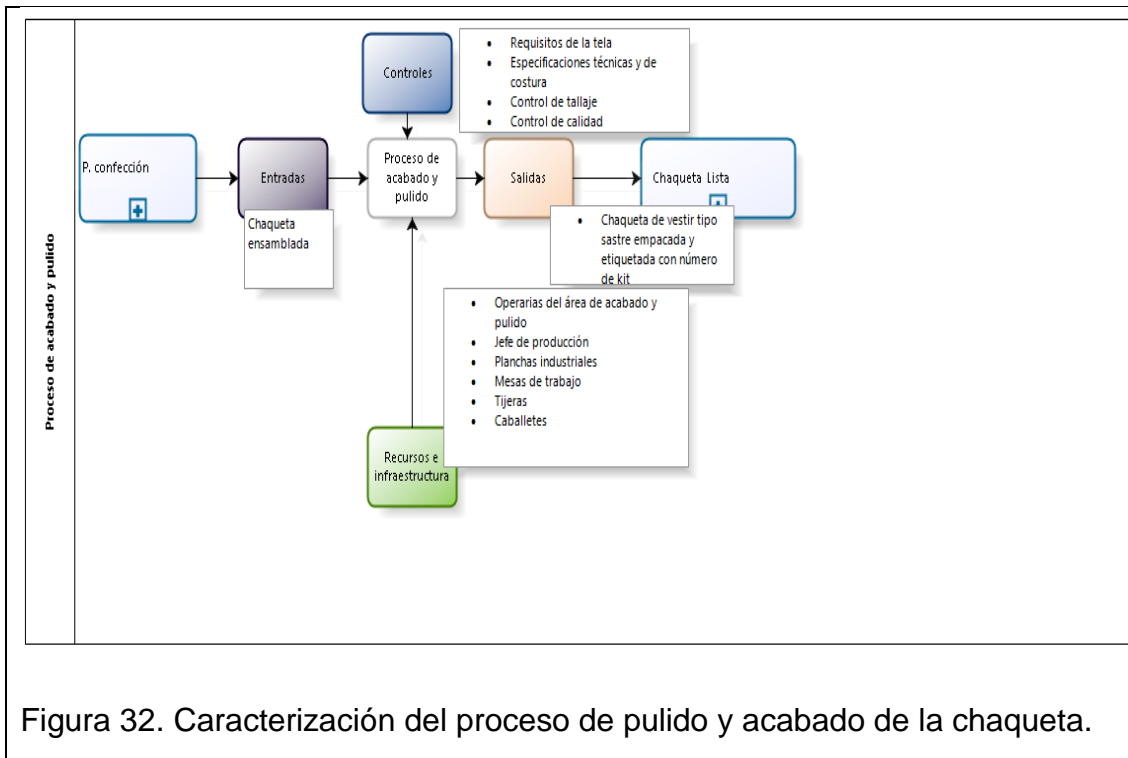 Proceso de acabado y pulido
Controles
Requisitos de la tela
Especificaciones técnicas y de
costura
Control de tallaje
Control de calidad
P. confección
Entradas
Chaqueta
ensamblada
Proceso de
acabado y
pulido
Salidas
Chaqueta Lista
Chaqueta de vestir tipo
sastre empacada y
etiquetada con número
de kit
Operarias del área de acabado y
pulido
Jefe de producción
Planchas industriales
Mesas de trabajo
Tijeras
Caballetes
Recursos e
infraestructura
Figura 32. Caracterización del proceso de pulido y acabado de la chaqueta.